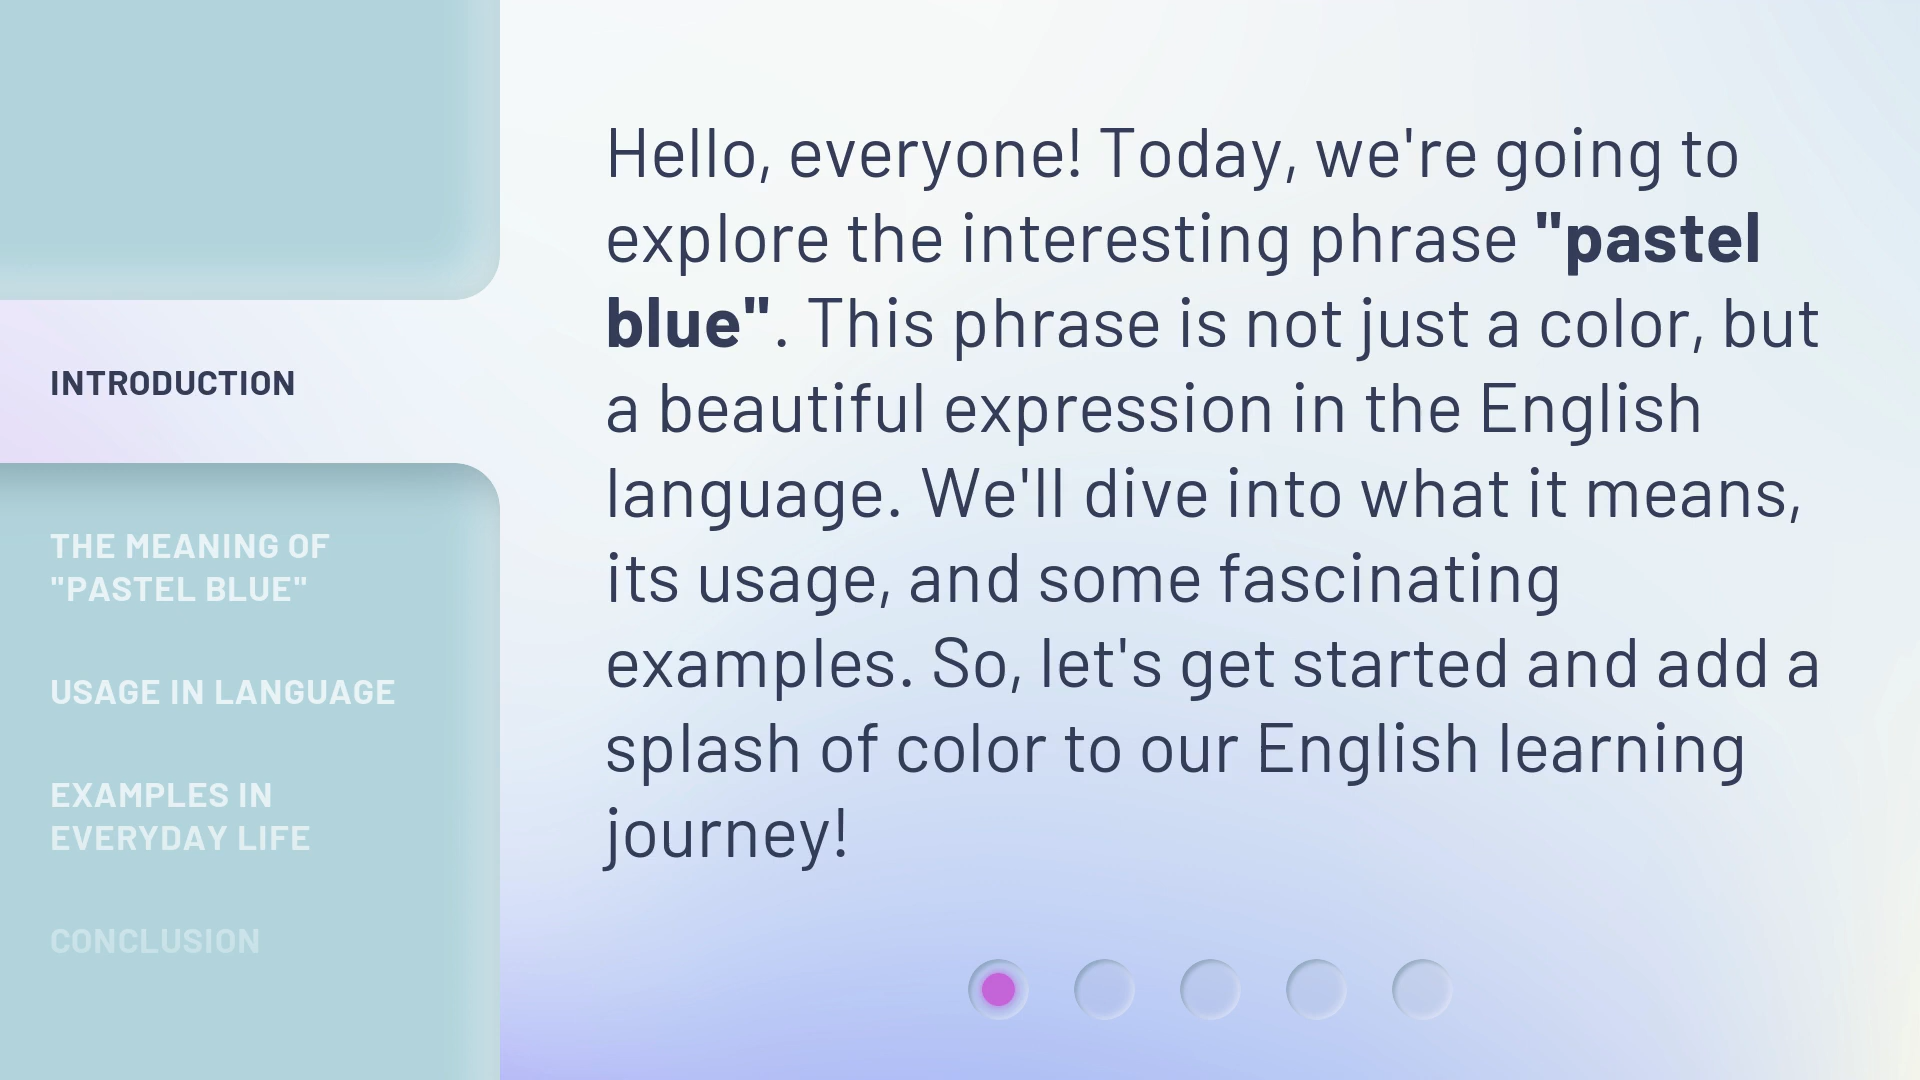 INTRODUCTION
THE MEANING OF
"PASTEL BLUE"
USAGE IN LANGUAGE
EXAMPLES IN
EVERYDAY LIFE
CONCLUSION
Hello, everyone! Today, we're going to
explore the interesting phrase "pastel
blue". This phrase is not just a color, but
a beautiful expression in the English
language. We'll dive into what it means,
its usage, and some fascinating
examples. So, let's get started and add a
splash of color to our English learning
journey!